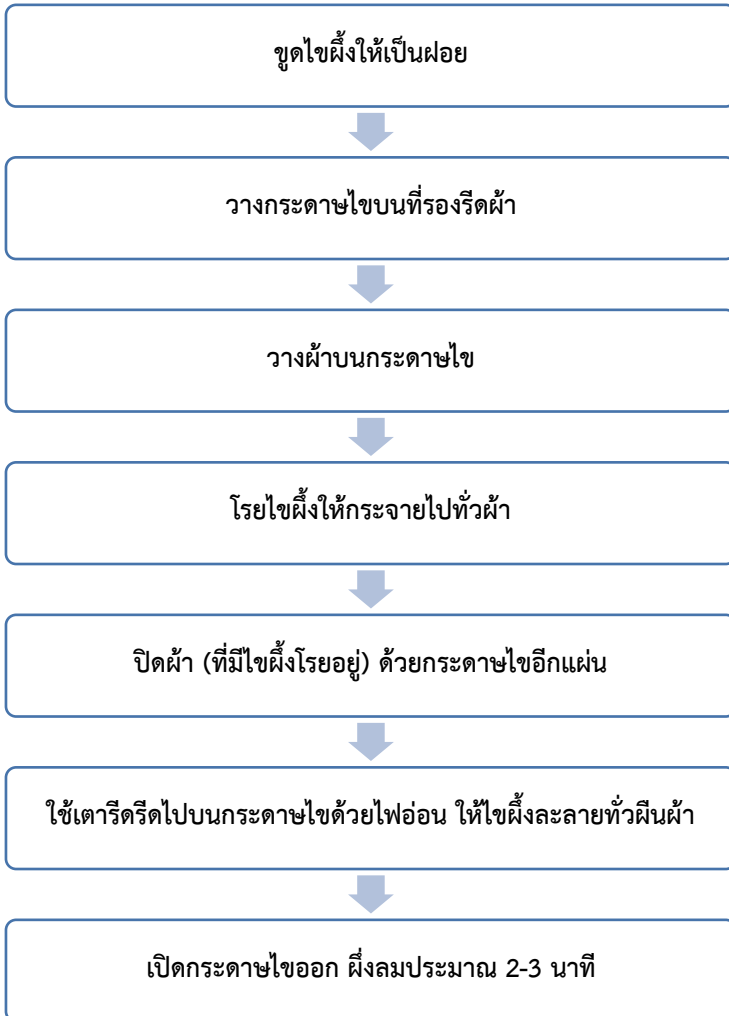 ขูดไขผึ้งให้เป็นฝอย
วางกระดาษไขบนที่รองรีดผ้า
วางผ้าบนกระดาษไข
โรยไขผึ้งให้กระจายไปทั่วผ้า
ปิดผ้า (ที่มีไขผึ้งโรยอยู่) ด้วยกระดาษไขอีกแผ่น
ใช้เตารีดรีดไปบนกระดาษไขด้วยไฟอ่อน ให้ไขผึ้งละลายทั่วผืนผ้า
เปิดกระดาษไขออก ผึ่งลมประมาณ 2-3 นาที